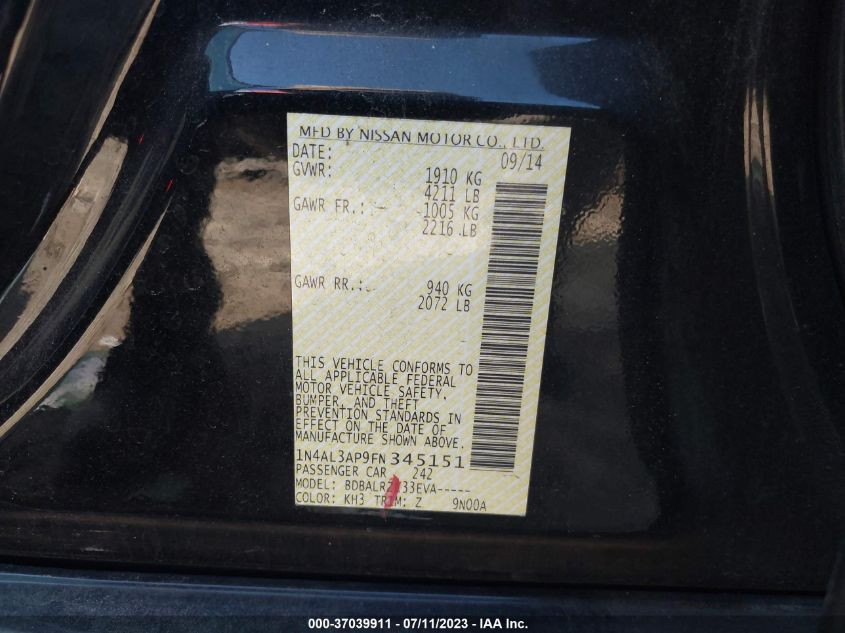 MFD BY NISSAN MOTOR CO., LTD.
DATE: 09/14
GVWR: 1910 KG
4211 LB
GAWR FR.: 1005 KG
2216 LB
GAWR RR.: 940 KG
2072 LB
THIS VEHICLE CONFORMS TO
ALL APPLICABLE FEDERAL
MOTOR VEHICLE SAFETY,
BUMPER, AND THEFT
PREVENTION STANDARDS IN
EFFECT ON THE DATE OF
MANUFACTURE SHOWN ABOVE.
1N4AL3AP9FN 345151
PASSENGER CAR 242
MODEL: 33EVA-----
COLOR: KH3 TRIM: Z 9N00A
000-37039911 - 07/11/2023 - IAA Inc.